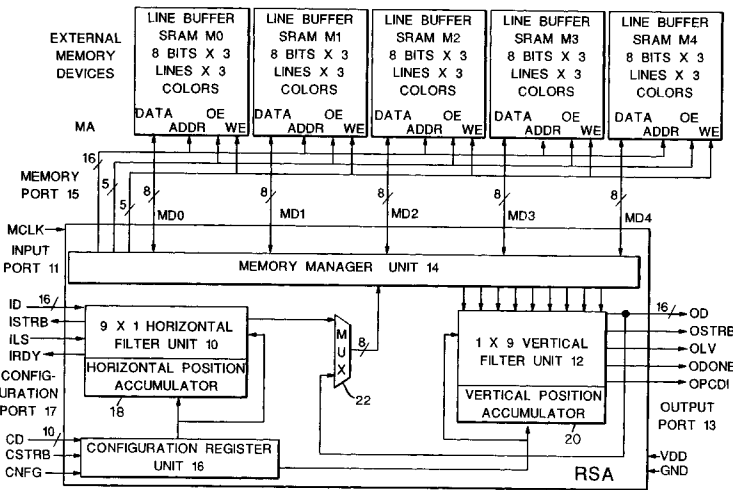 EXTERNAL
MEMORY
DEVICES
LINE BUFFER
SRAM M0
8 BITS X 3
LINES X 3
COLORS
DATA OE
ADDR WE
LINE BUFFER
SRAM M1
8 BITS X 3
LINES X 3
COLORS
DATA OE
ADDR WE
LINE BUFFER
SRAM M2
8 BITS X 3
LINES X 3
COLORS
DATA OE
ADDR WE
LINE BUFFER
SRAM M3
8 BITS X 3
LINES X 3
COLORS
DATA OE
ADDR WE
LINE BUFFER
SRAM M4
8 BITS X 3
LINES X 3
COLORS
DATA OE
ADDR WE
MA
16
MEMORY
PORT 15
5
5
8
MD0
8
MD1
8
MD2
8
MD3
8
MD4
MCLK
INPUT
PORT 11
MEMORY MANAGER UNIT 14
ID
16
ISTRB
ILS
IRDY
9 X 1 HORIZONTAL
FILTER UNIT 10
HORIZONTAL POSITION
ACCUMULATOR
18
MUX
8
22
1 X 9 VERTICAL
FILTER UNIT 12
VERTICAL POSITION
ACCUMULATOR
20
16
OD
OSTRB
OLV
ODONE
OPCDI
OUTPUT
PORT 13
CONFIG-
URATION
PORT 17
CD
10
CSTRB
CNFG
CONFIGURATION REGISTER
UNIT 16
RSA
VDD
GND